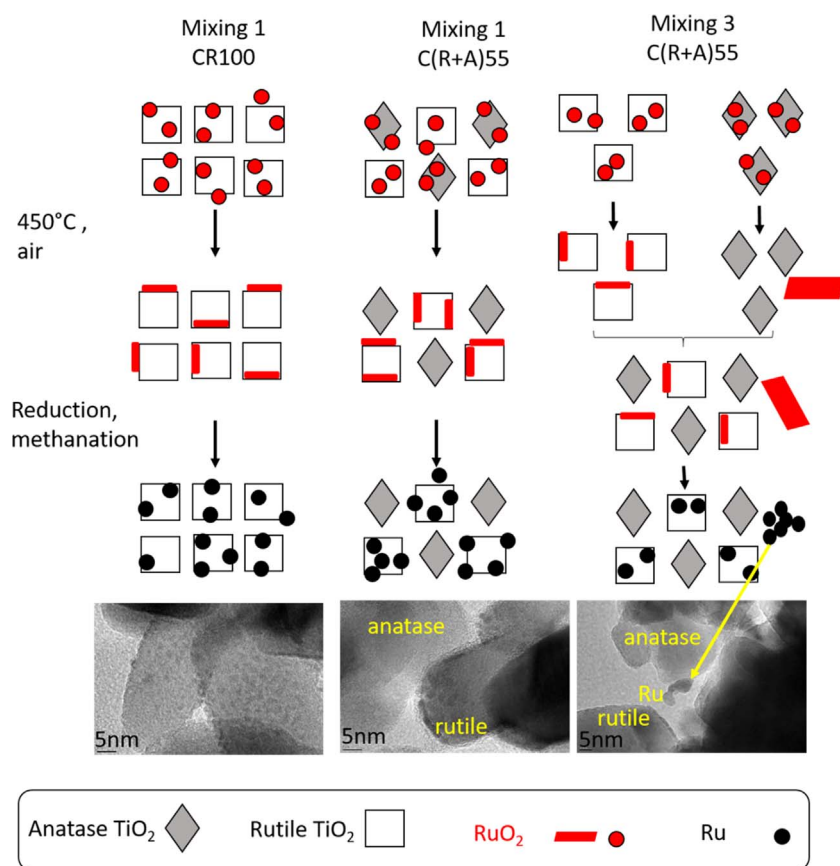 Mixing 1
CR100
Mixing 1
C(R+A)55
Mixing 3
C(R+A)55
450°C ,
air
Reduction,
methanation
anatase
rutile
anatase
Ru
rutile
5nm
5nm
5nm
Anatase TiO₂
Rutile TiO₂
RuO₂
Ru